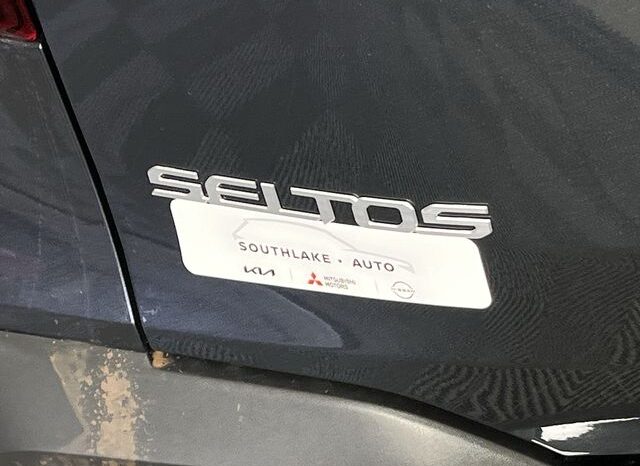 SELTOS
SOUTHLAKE • AUTO
KIA MITSUBISHI MOTORS NISSAN